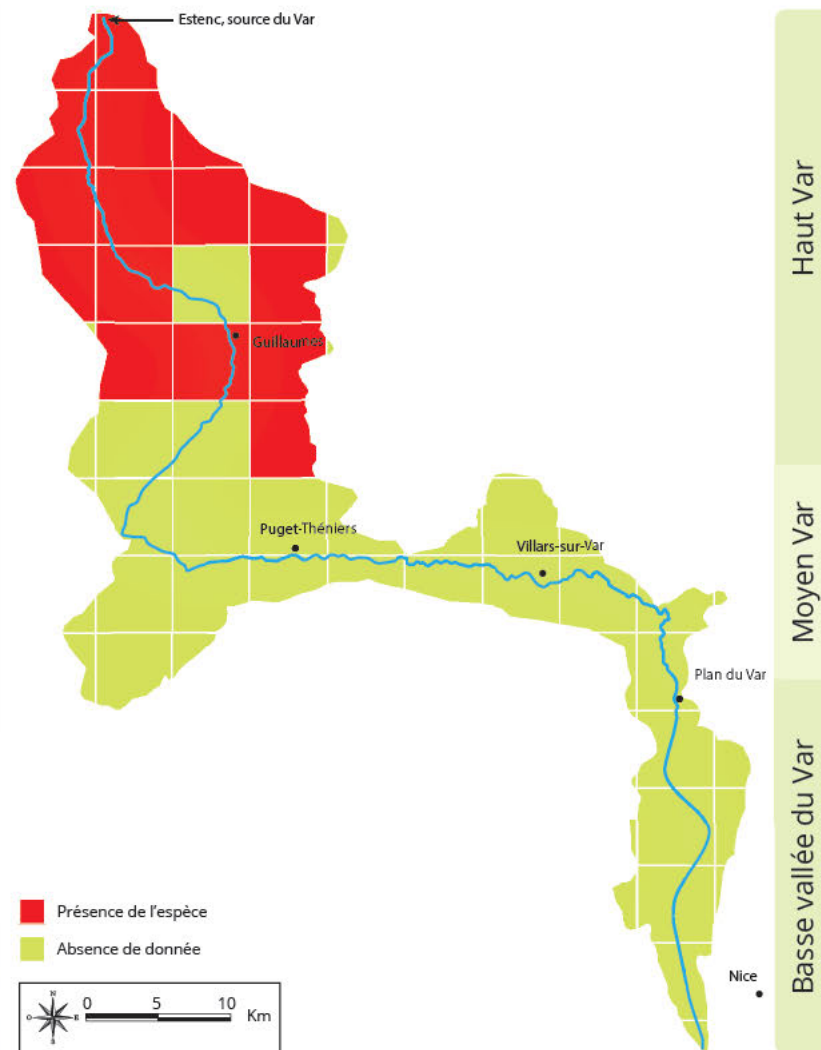 Estenc, source du Var
Haut Var
Guillaumes
Moyen Var
Puget-Théniers
Villars-sur-Var
Plan du Var
Basse vallée du Var
Présence de l'espèce
Absence de donnée
Nice
N
O
E
S
0 5 10
Km